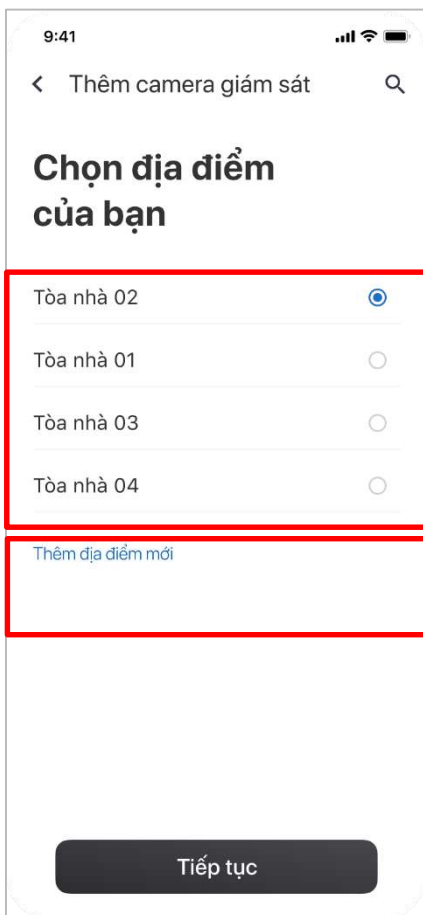 9:41
Thêm camera giám sát
Chọn địa điểm
của bạn
Tòa nhà 02
Tòa nhà 01
Tòa nhà 03
Tòa nhà 04
Thêm địa điểm mới
Tiếp tục